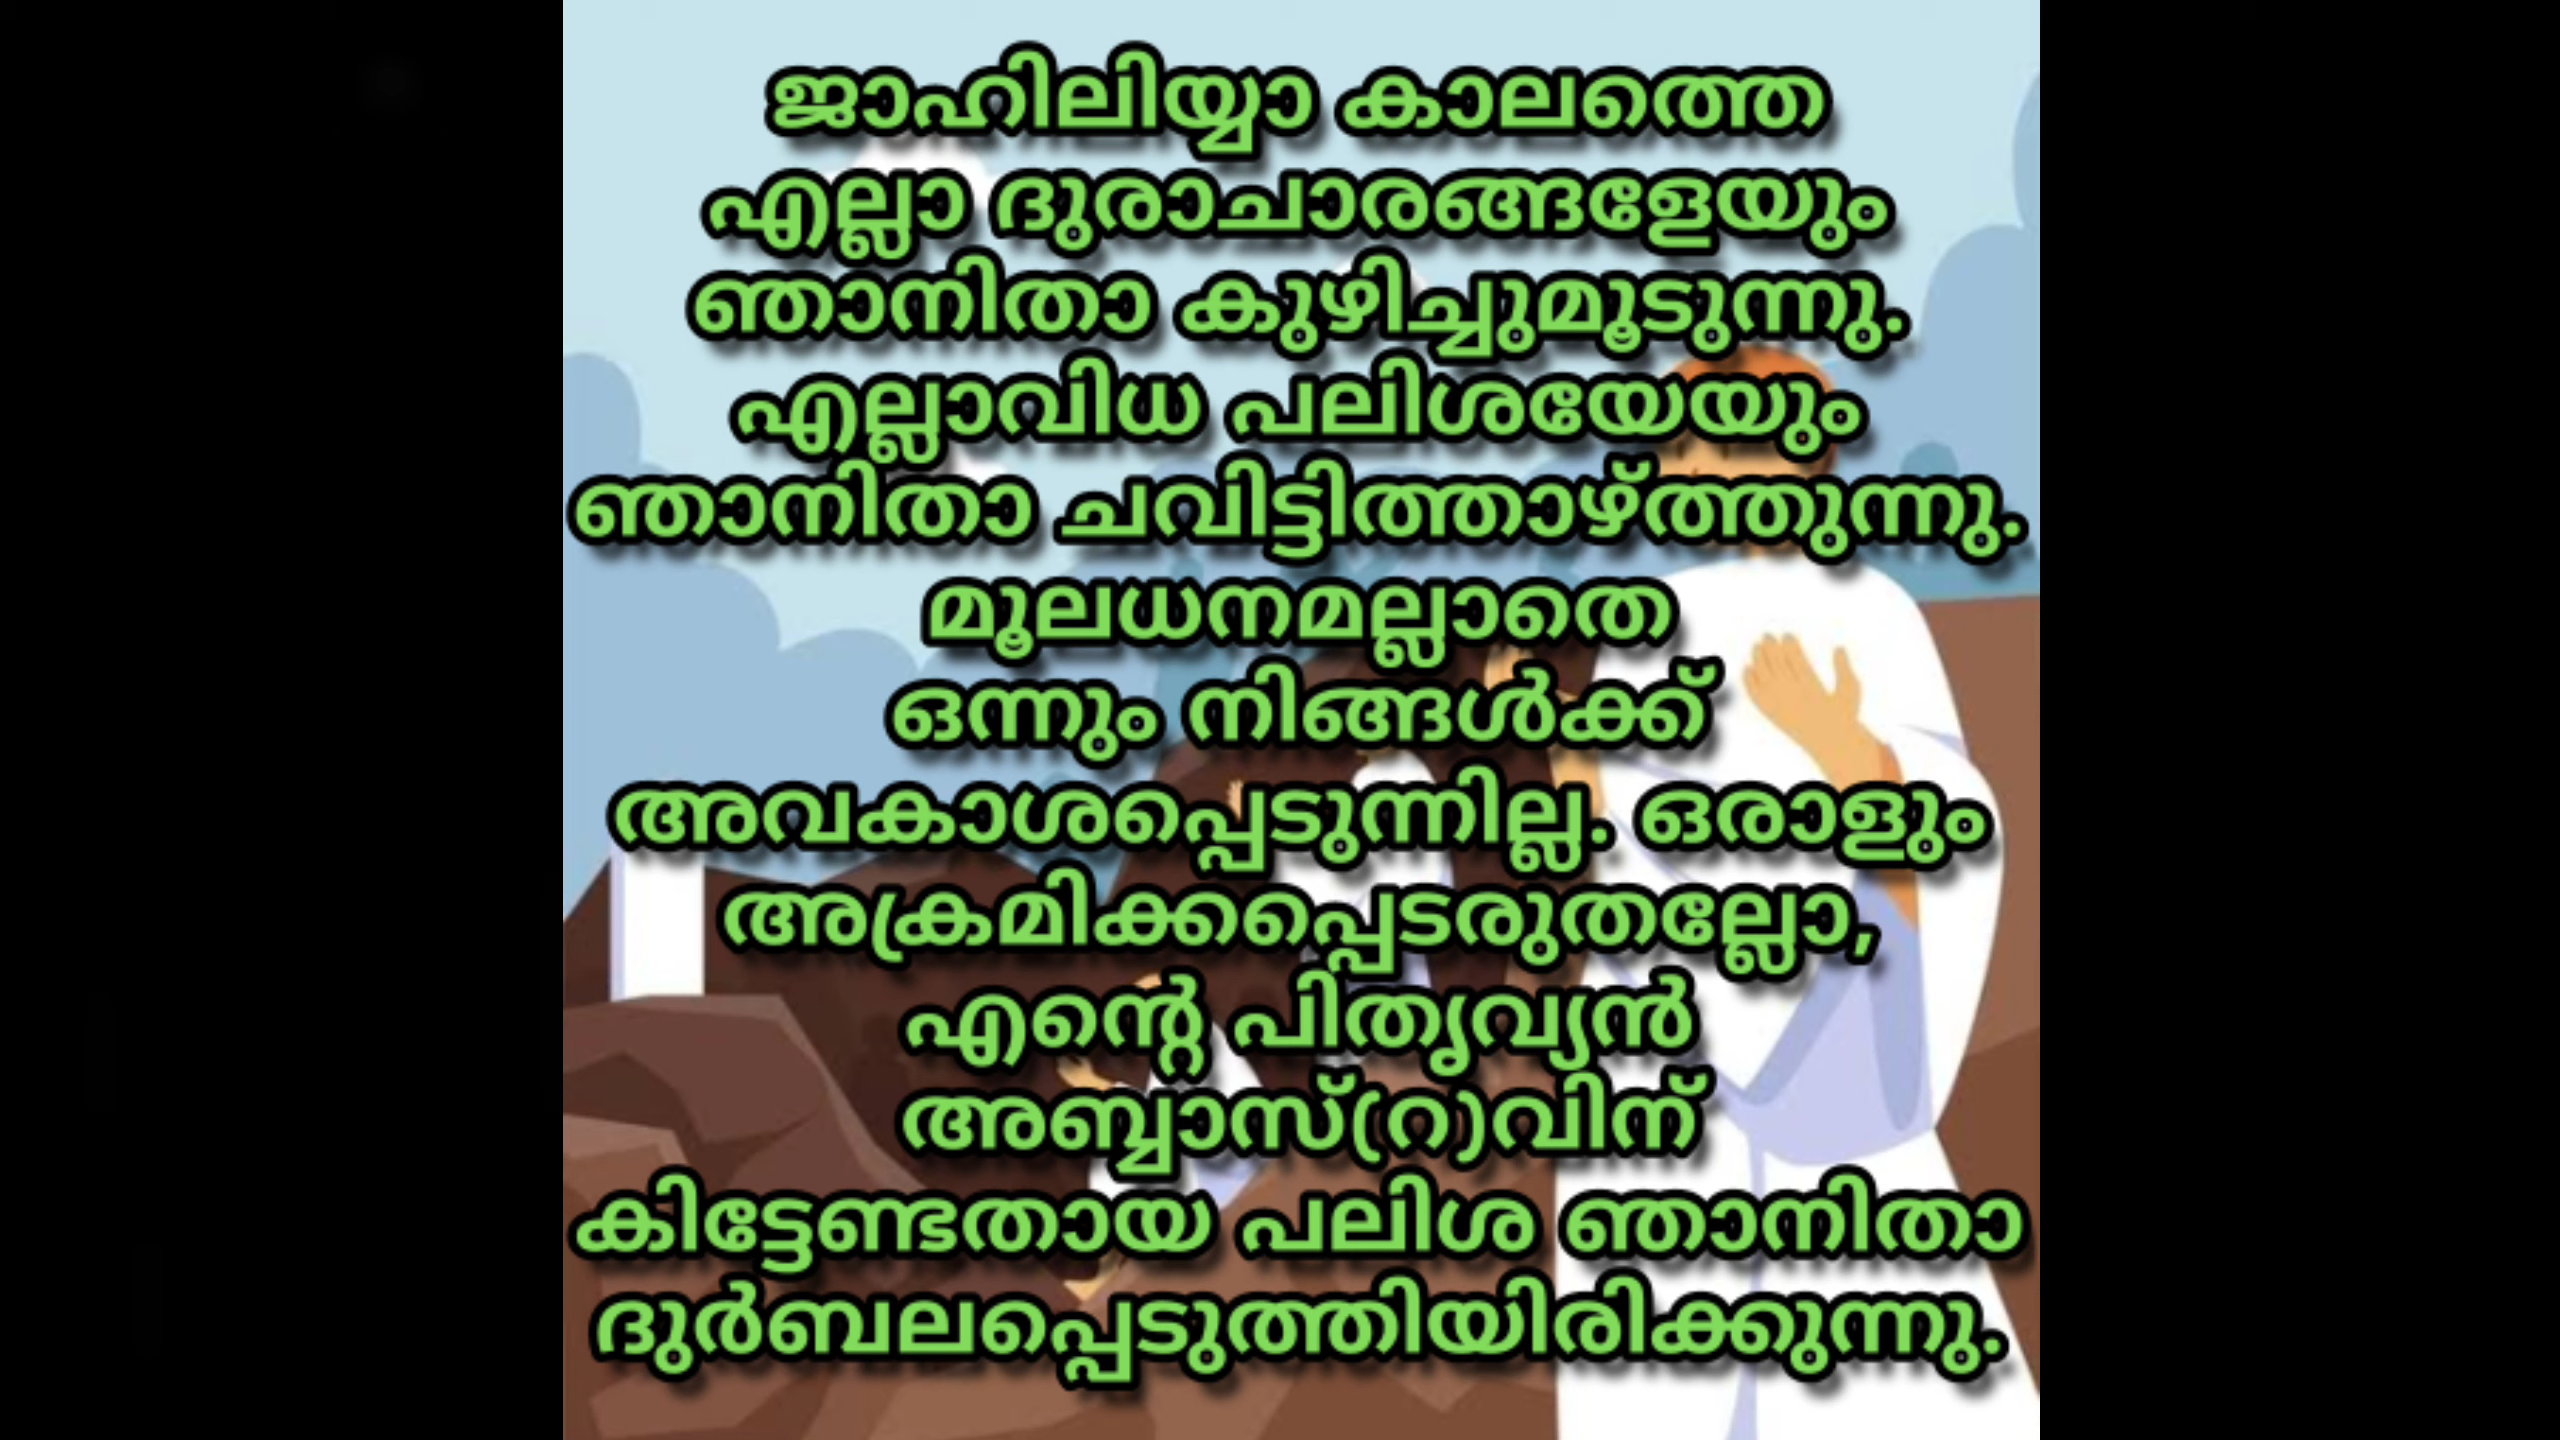 ജാഹിലിയ്യാ കാലത്തെ
എല്ലാ ദുരാചാരങ്ങളേയും
ഞാനിതാ കുഴിച്ചുമൂടുന്നു.
എല്ലാവിധ പലിശയേയും
ഞാനിതാ ചവിട്ടിത്താഴ്ത്തുന്നു.
മൂലധനമല്ലാതെ
ഒന്നും നിങ്ങൾക്ക്
അവകാശപ്പെടുന്നില്ല. ഒരാളും
അക്രമിക്കപ്പെടരുതല്ലോ,
എന്റെ പിതൃവ്യൻ
അബ്ബാസ്(റ)വിന്
കിട്ടേണ്ടതായ പലിശ ഞാനിതാ
ദുർബലപ്പെടുത്തിയിരിക്കുന്നു.